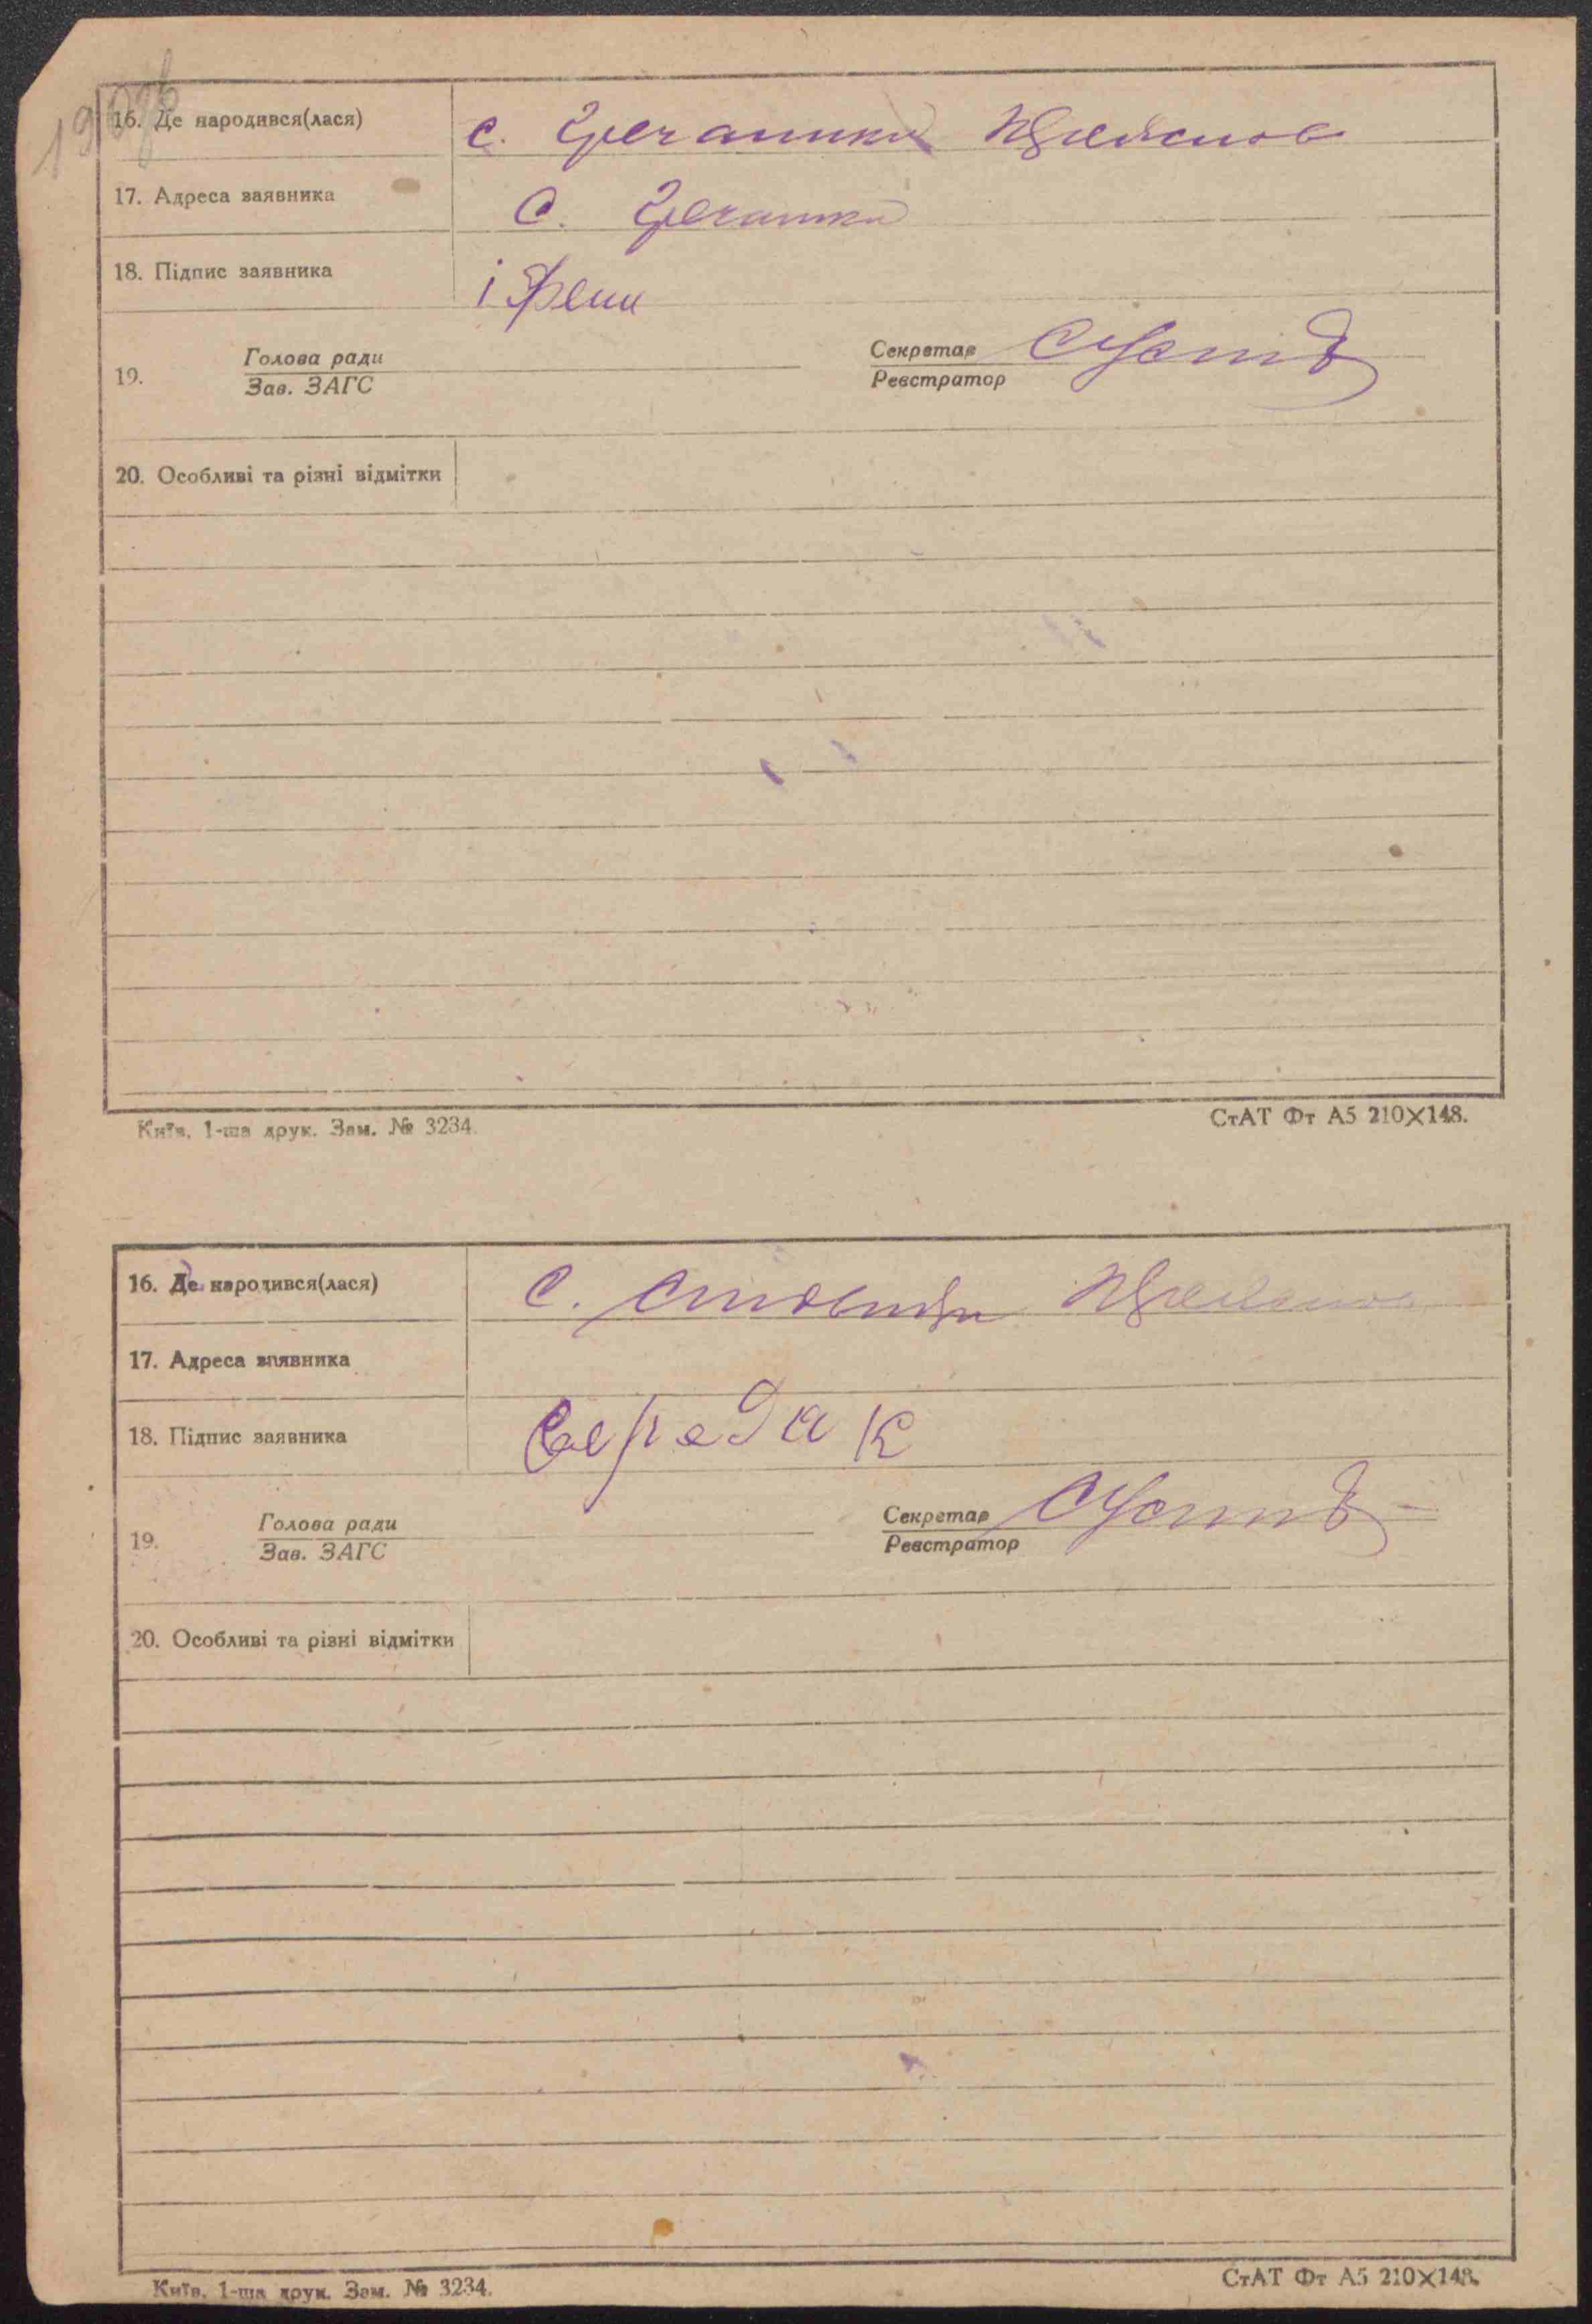 190зв
16. Де народився(лася) с. Гречаники
17. Адреса заявника С. Гречаники
18. Підпис заявника
19. Голова ради Секретар
Зав. ЗАГС Реєстратор
20. Особливі та різні відмітки
Київ, 1-ша друк. Зам. № 3234. СтАТ Фт А5 210×148.
16. Де народився(лася) С.
17. Адреса заявника
18. Підпис заявника Середак
19. Голова ради Секретар
Зав. ЗАГС Реєстратор
20. Особливі та різні відмітки
Київ, 1-ша друк. Зам. № 3234. СтАТ Фт А5 210×148.